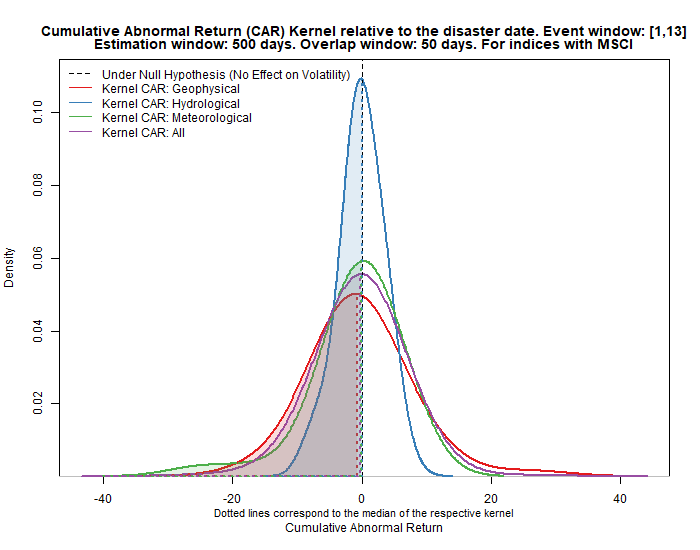 Cumulative Abnormal Return (CAR) Kernel relative to the disaster date. Event window: [1,13]
Estimation window: 500 days. Overlap window: 50 days. For indices with MSCI
Under Null Hypothesis (No Effect on Volatility)
Kernel CAR: Geophysical
Kernel CAR: Hydrological
Kernel CAR: Meteorological
Kernel CAR: All
Density
0.10
0.08
0.06
0.04
0.02
-40 -20 0 20 40
Dotted lines correspond to the median of the respective kernel
Cumulative Abnormal Return